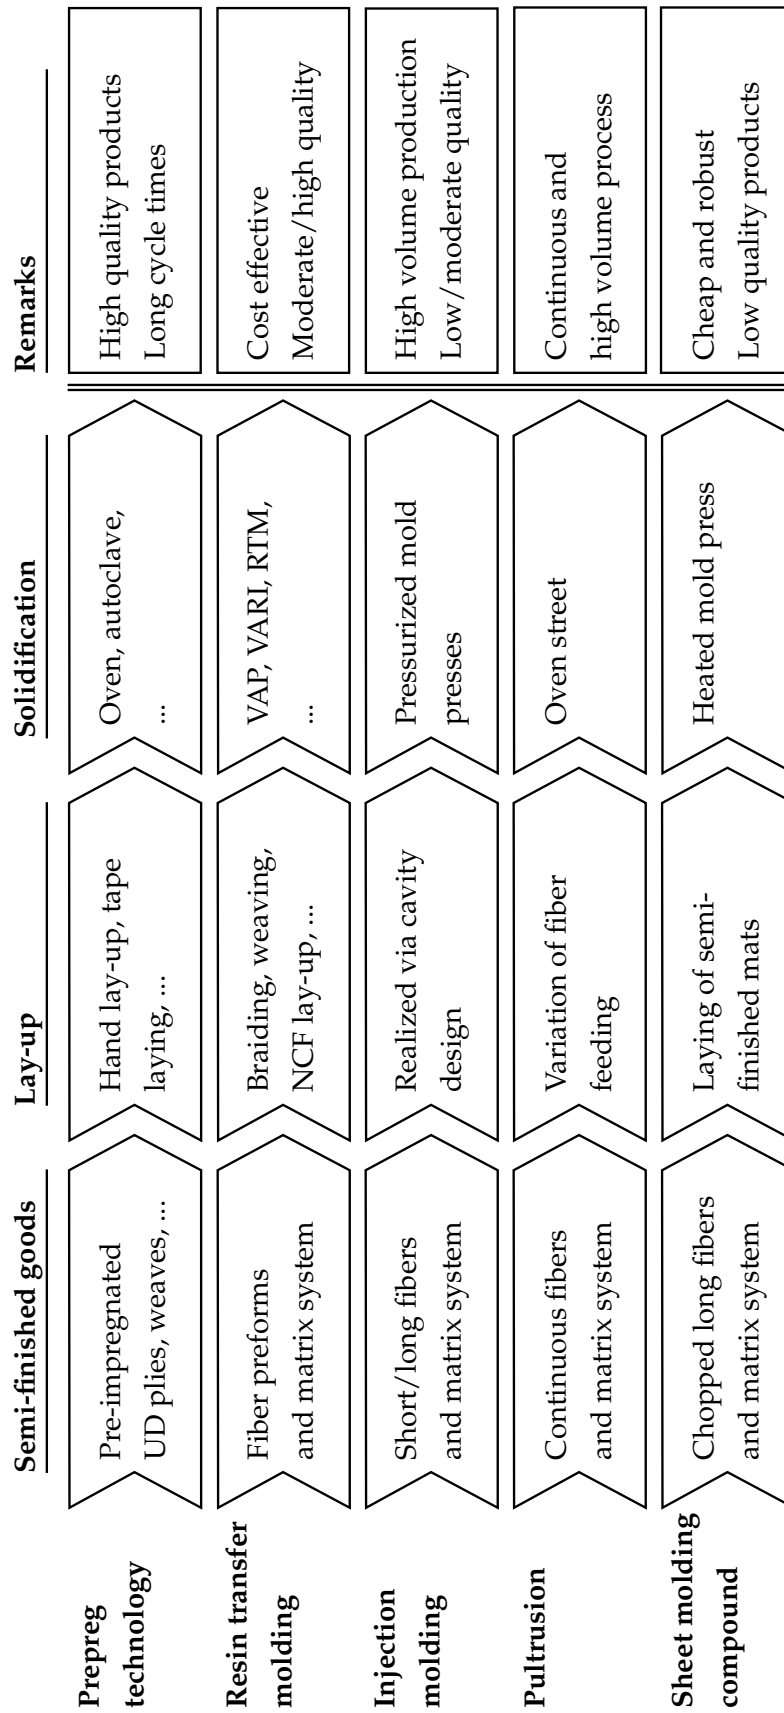 Semi-finished goods
Lay-up
Solidification
Remarks
Prepreg
technology
Pre-impregnated
UD plies, weaves, ...
Hand lay-up, tape
laying, ...
Oven, autoclave,
...
High quality products
Long cycle times
Resin transfer
molding
Fiber preforms
and matrix system
Braiding, weaving,
NCF lay-up, ...
VAP, VARI, RTM,
...
Cost effective
Moderate/high quality
Injection
molding
Short/long fibers
and matrix system
Realized via cavity
design
Pressurized mold
presses
High volume production
Low/moderate quality
Pultrusion
Continuous fibers
and matrix system
Variation of fiber
feeding
Oven street
Continuous and
high volume process
Sheet molding
compound
Chopped long fibers
and matrix system
Laying of semi-
finished mats
Heated mold press
Cheap and robust
Low quality products